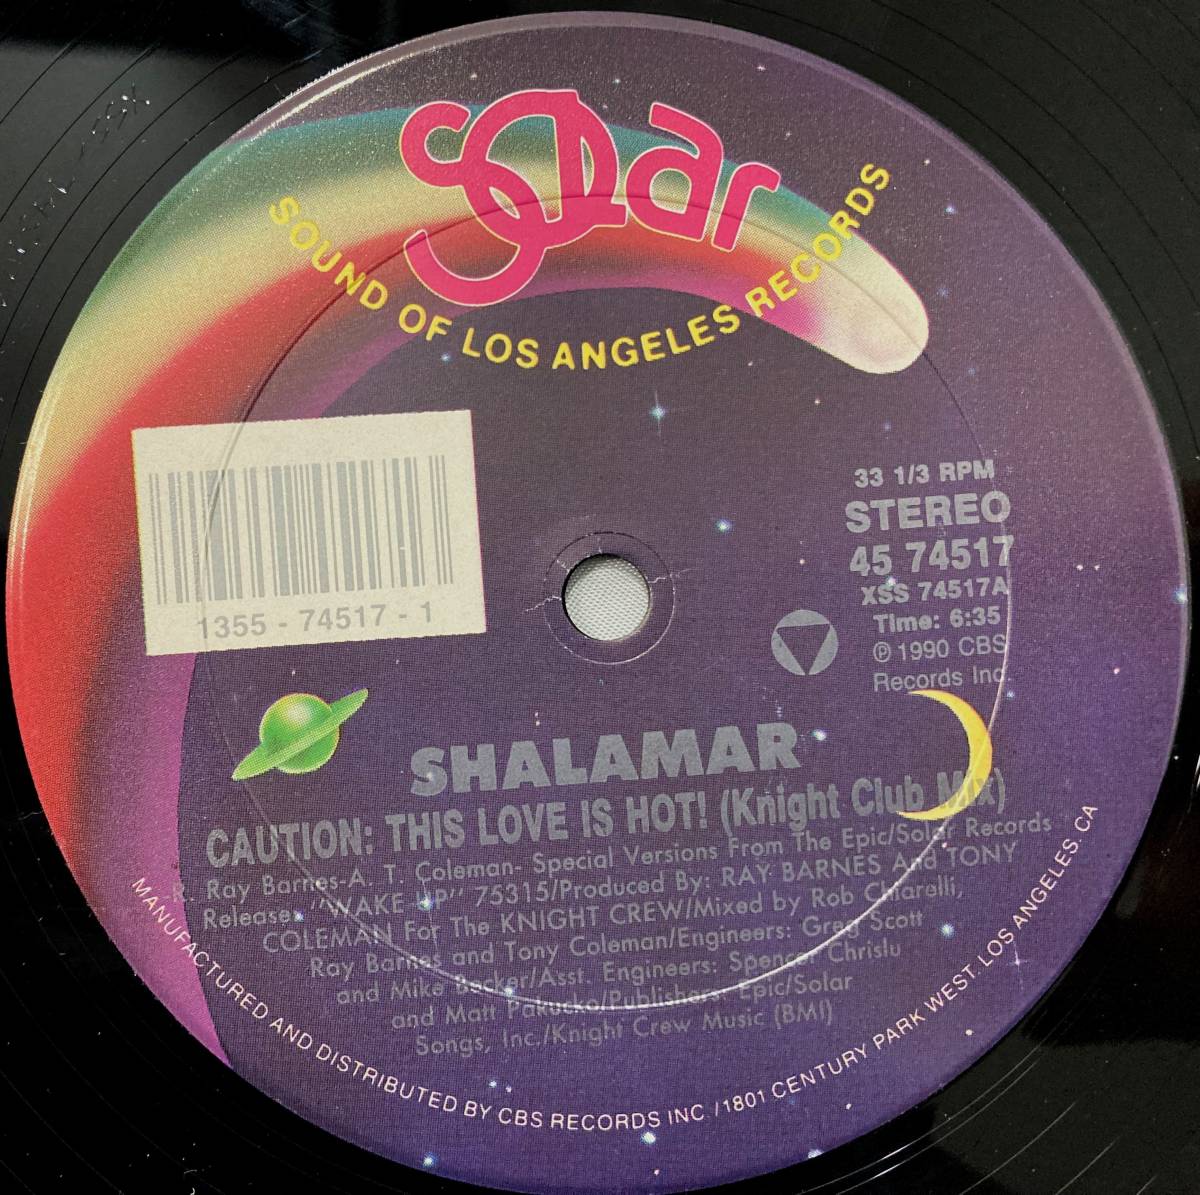 Solar
SOUND OF LOS ANGELES RECORDS
33 1/3 RPM
STEREO
45 74517
XSS 74517A
Time: 6:35
℗ 1990 CBS
Records Inc.
1355 - 74517 - 1
SHALAMAR
CAUTION: THIS LOVE IS HOT! (Knight Club Mix)
R. Ray Barnes-A. T. Coleman- Special Versions From The Epic/Solar Records
Release: "WAKE UP" 75315/Produced By: RAY BARNES And TONY
COLEMAN For The KNIGHT CREW/Mixed by Rob Chiarelli,
Ray Barnes and Tony Coleman/Engineers: Greg Scott
and Mike Becker/Asst. Engineers: Spencer Chrislu
and Matt Pakucko/Publishers: Epic/Solar
Songs, Inc./Knight Crew Music (BMI)
MANUFACTURED AND DISTRIBUTED BY CBS RECORDS INC /1801 CENTURY PARK WEST. LOS ANGELES. CA